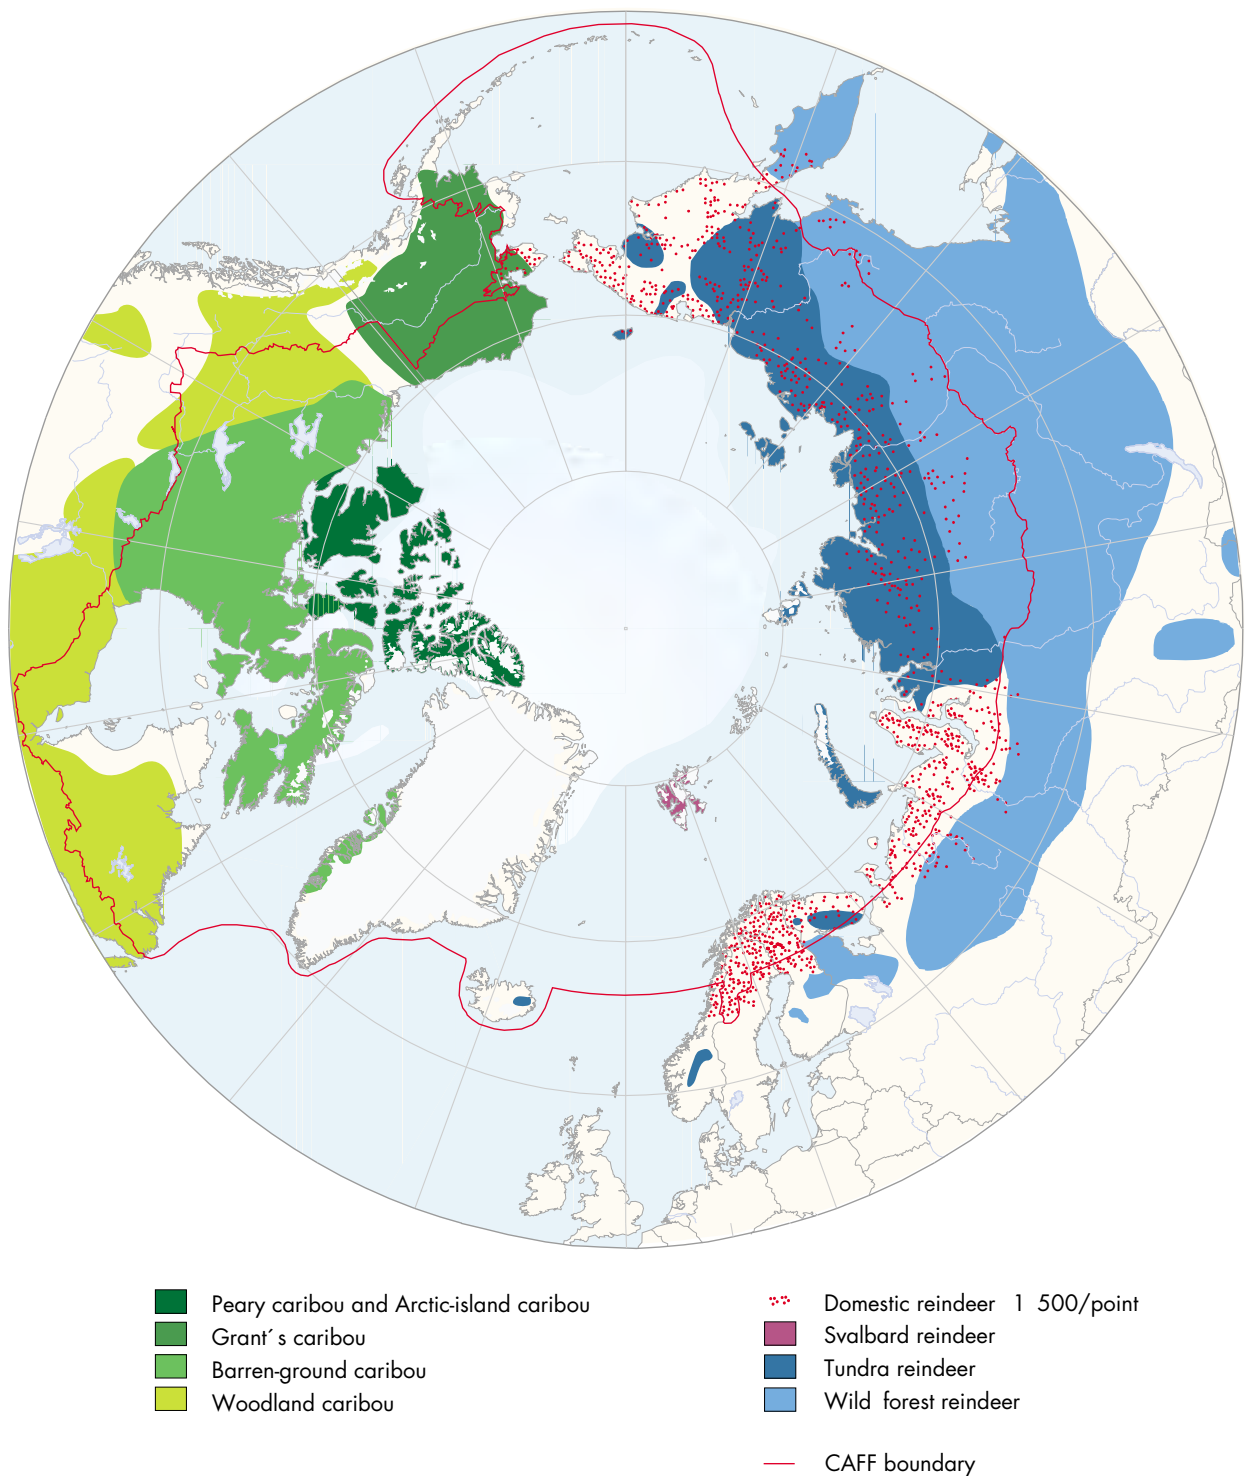 Peary caribou and Arctic-island caribou
Grant´s caribou
Barren-ground caribou
Woodland caribou
Domestic reindeer 1 500/point
Svalbard reindeer
Tundra reindeer
Wild forest reindeer
CAFF boundary